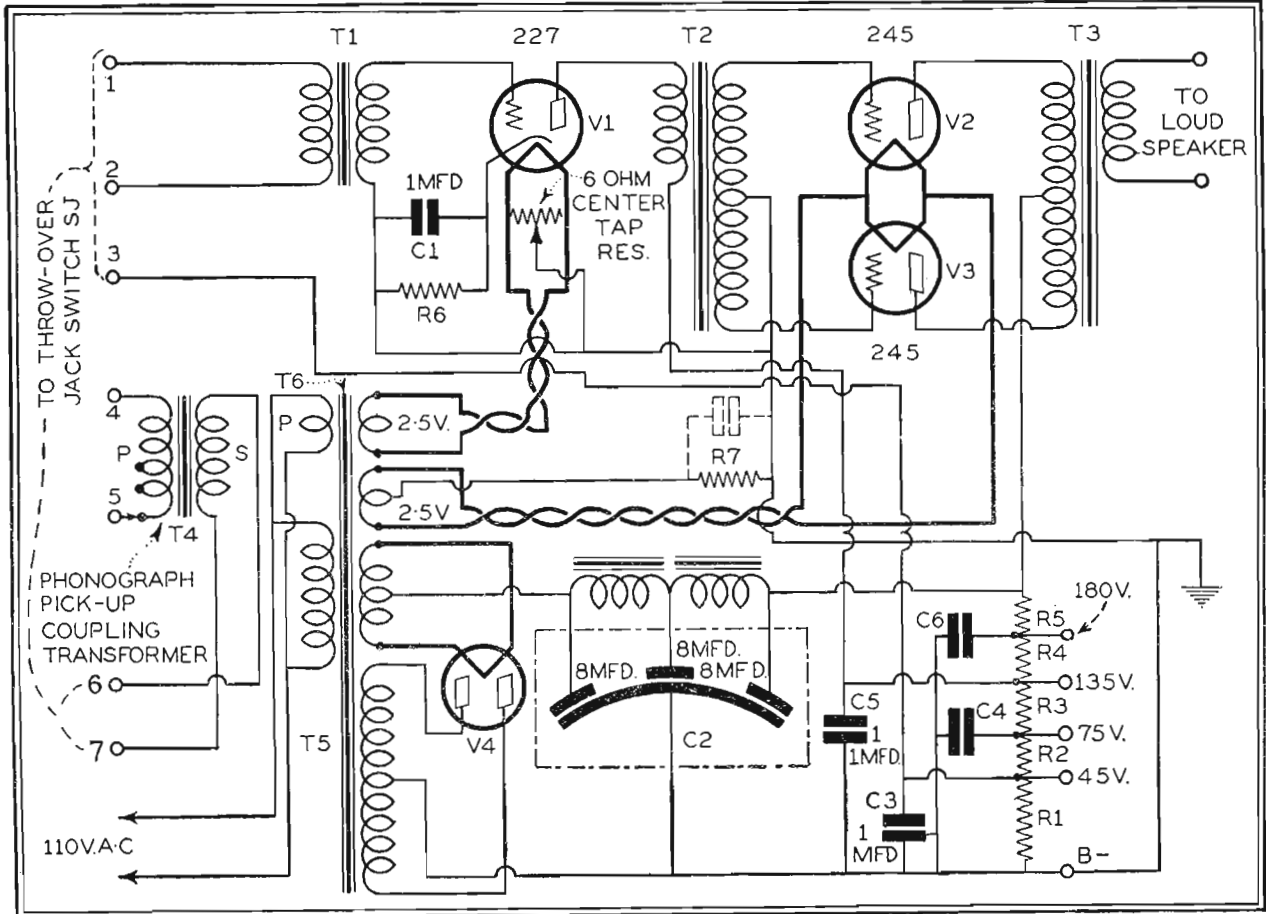 T1
227
T2
245
T3
1
V1
V2
TO
LOUD
SPEAKER
2
1MFD
C1
6 OHM
CENTER
TAP
RES.
3
R6
V3
245
TO THROW-OVER
JACK SWITCH SJ
T6
4
P
S
P
2·5V.
5
T4
2·5V
R7
PHONOGRAPH
PICK-UP
COUPLING
TRANSFORMER
6
7
T5
V4
8MFD.
8MFD.
8MFD.
C2
C6
R5
180V.
R4
135V.
C5
1
1MFD.
C4
R3
75V.
R2
45V.
C3
1
MFD
R1
B-
110V.A·C